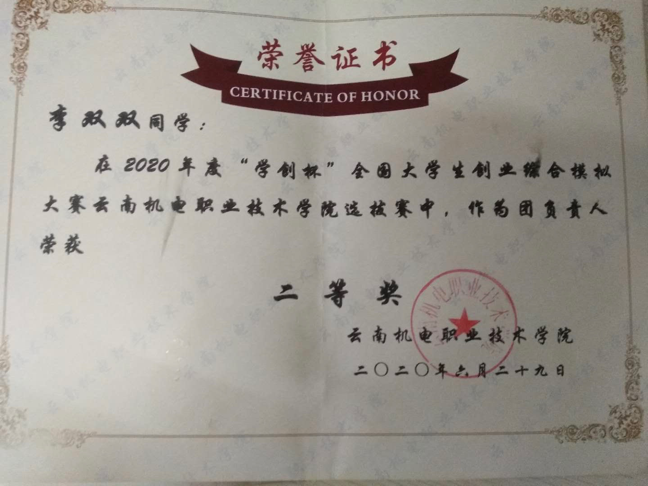 荣誉证书
CERTIFICATE OF HONOR
李双双同学：
在2020年度“学创杯”全国大学生创业综合模拟
大赛云南机电职业技术学院选拔赛中，作为团负责人
荣获
二等奖
云南机电职业技术学院
二〇二〇年六月二十九日